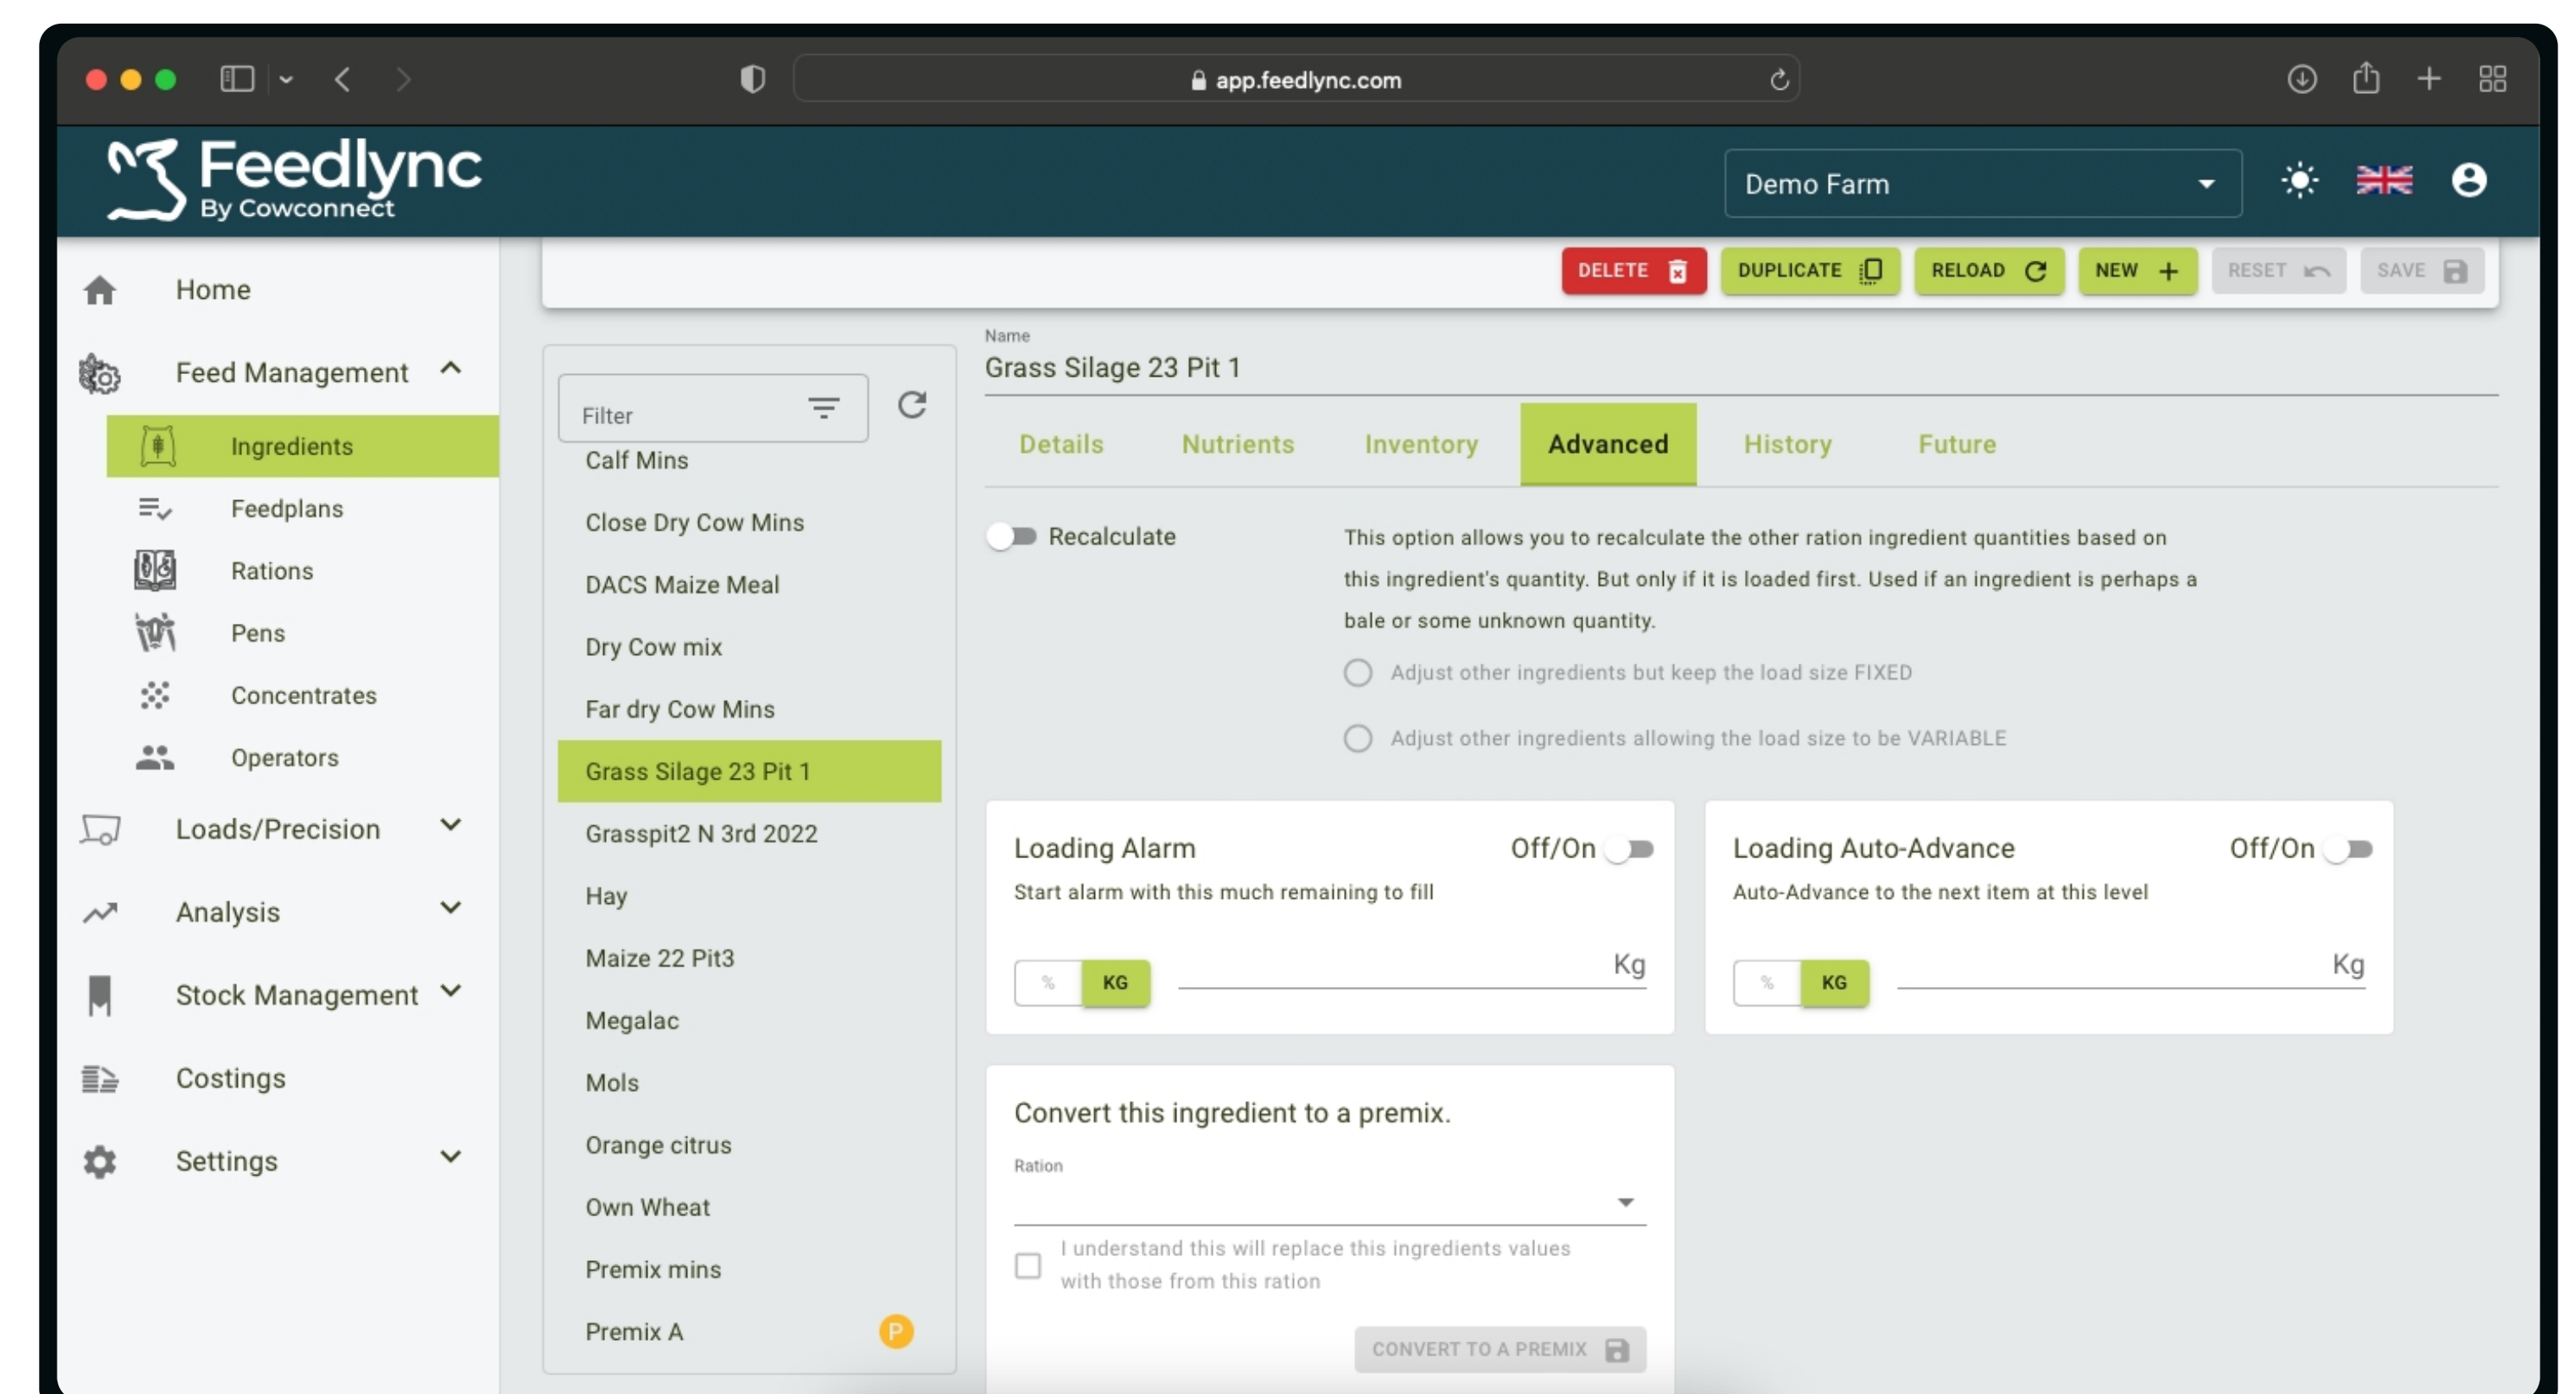 app.feedlync.com
Feedlync
By Cowconnect
Demo Farm
DELETE
DUPLICATE
RELOAD
NEW
RESET
SAVE
Home
Feed Management
Ingredients
Feedplans
Rations
Pens
Concentrates
Operators
Loads/Precision
Analysis
Stock Management
Costings
Settings
Filter
Calf Mins
Close Dry Cow Mins
DACS Maize Meal
Dry Cow mix
Far dry Cow Mins
Grass Silage 23 Pit 1
Grasspit2 N 3rd 2022
Hay
Maize 22 Pit3
Megalac
Mols
Orange citrus
Own Wheat
Premix mins
Premix A
P
Name
Grass Silage 23 Pit 1
Details
Nutrients
Inventory
Advanced
History
Future
Recalculate
This option allows you to recalculate the other ration ingredient quantities based on
this ingredient's quantity. But only if it is loaded first. Used if an ingredient is perhaps a
bale or some unknown quantity.
Adjust other ingredients but keep the load size FIXED
Adjust other ingredients allowing the load size to be VARIABLE
Loading Alarm
Off/On
Start alarm with this much remaining to fill
%
KG
Kg
Loading Auto-Advance
Off/On
Auto-Advance to the next item at this level
%
KG
Kg
Convert this ingredient to a premix.
Ration
I understand this will replace this ingredients values
with those from this ration
CONVERT TO A PREMIX